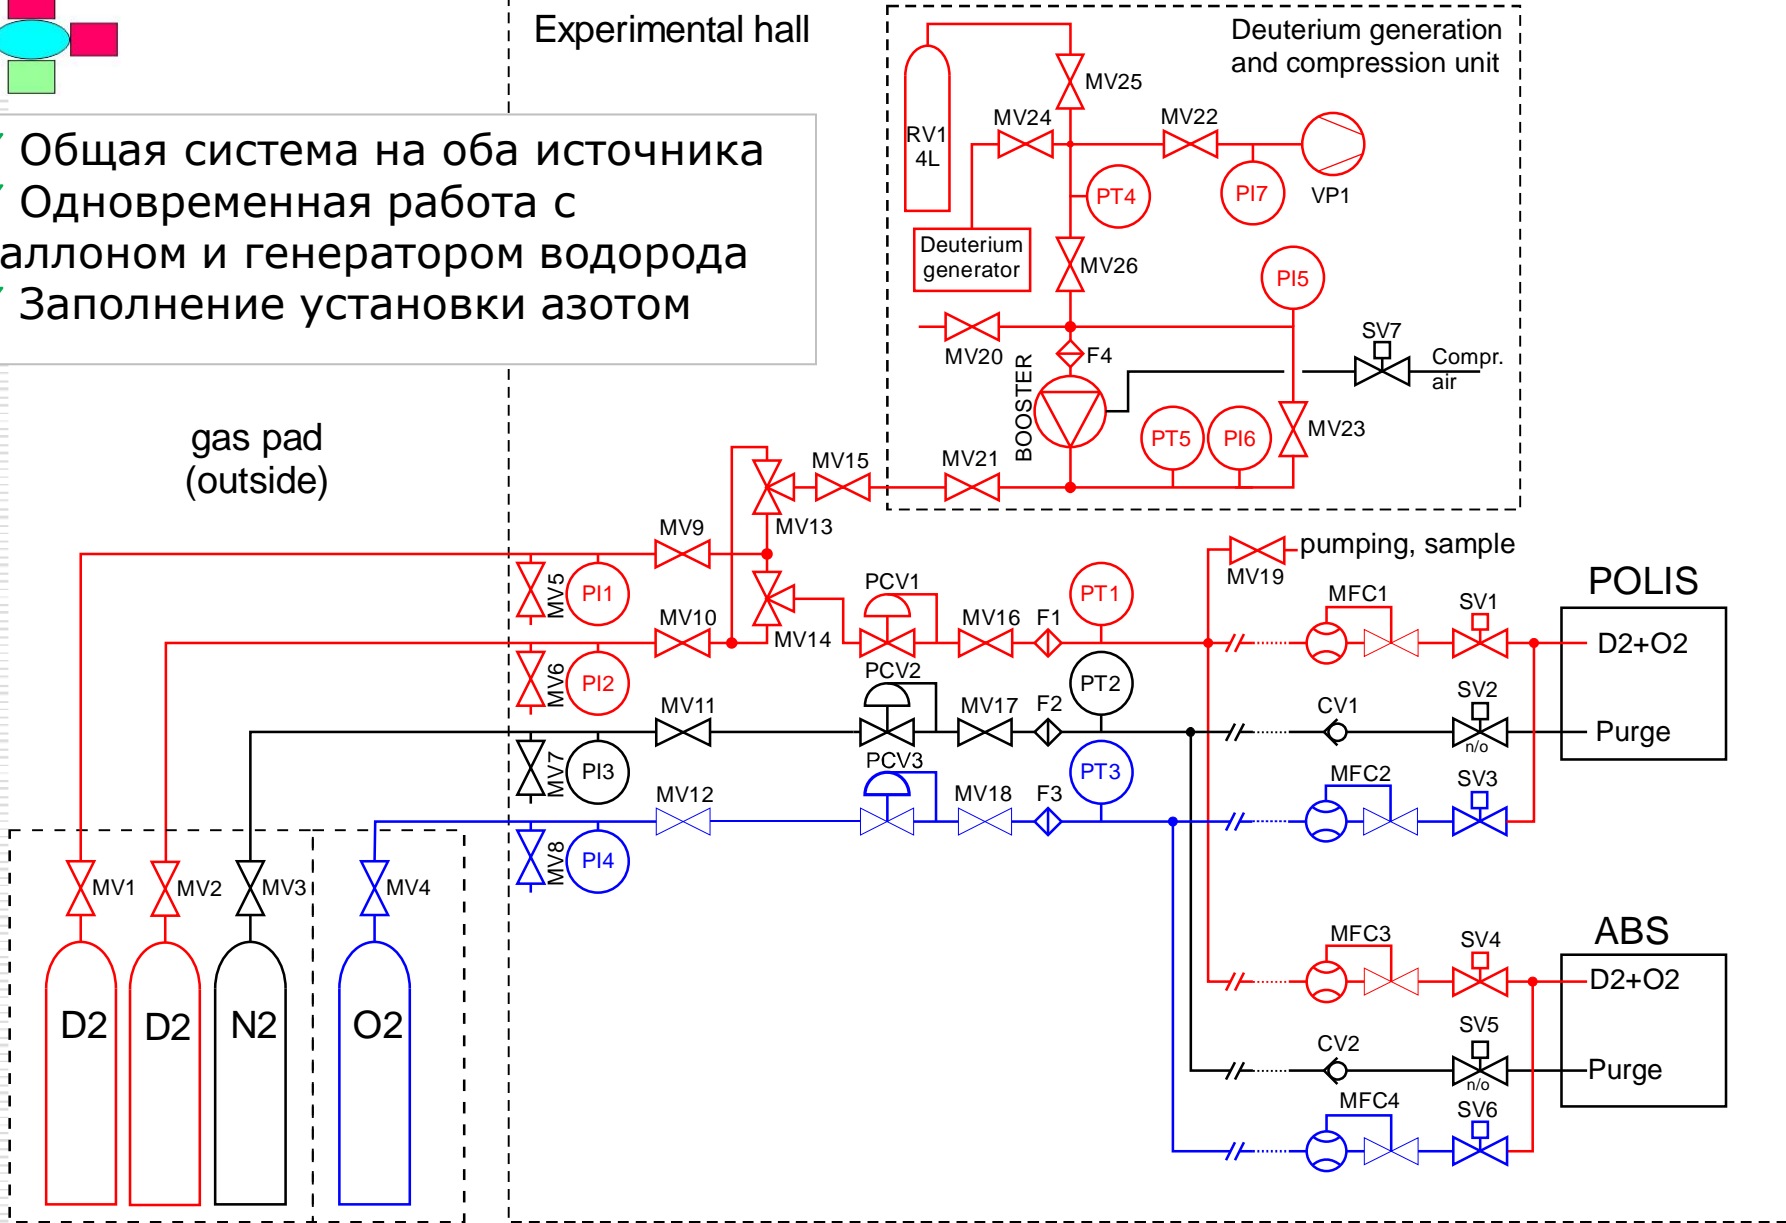 Experimental hall
Deuterium generation
and compression unit
Общая система на оба источника
Одновременная работа с
аллоном и генератором водорода
Заполнение установки азотом
RV1
4L
MV25
MV24
MV22
PT4
PI7
VP1
Deuterium
generator
MV26
PI5
MV20
F4
SV7
Compr.
air
BOOSTER
PT5
PI6
MV23
gas pad
(outside)
MV15
MV21
MV13
MV9
MV5
PI1
MV14
PCV1
MV16
F1
PT1
MV19
pumping, sample
MFC1
SV1
POLIS
D2+O2
MV10
MV6
PI2
PCV2
MV17
F2
PT2
CV1
SV2
n/o
Purge
MV11
MV7
PI3
PCV3
MV18
F3
PT3
MFC2
SV3
MV12
MV8
PI4
MV1
MV2
MV3
MV4
D2
D2
N2
O2
MFC3
SV4
ABS
D2+O2
CV2
SV5
n/o
Purge
MFC4
SV6